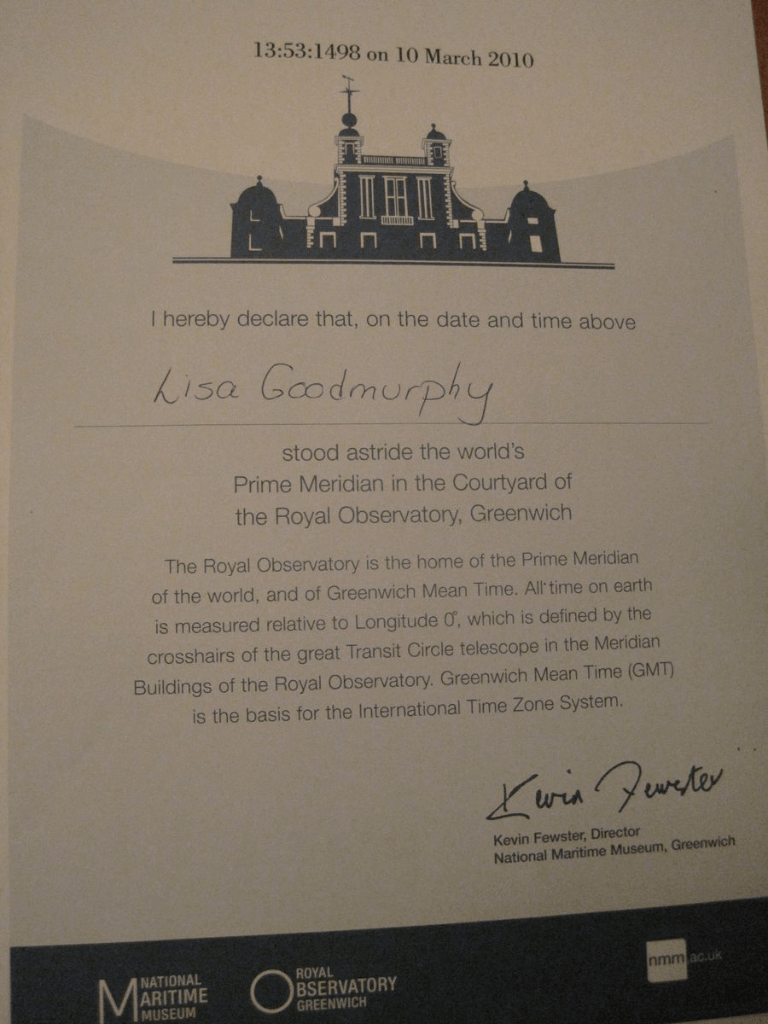 13:53:1498 on 10 March 2010
I hereby declare that, on the date and time above
Lisa Goodmurphy
stood astride the world's
Prime Meridian in the Courtyard of
the Royal Observatory, Greenwich
The Royal Observatory is the home of the Prime Meridian
of the world, and of Greenwich Mean Time. All time on earth
is measured relative to Longitude 0°, which is defined by the
crosshairs of the great Transit Circle telescope in the Meridian
Buildings of the Royal Observatory. Greenwich Mean Time (GMT)
is the basis for the International Time Zone System.
Kevin Fewster
Kevin Fewster, Director
National Maritime Museum, Greenwich
NATIONAL
MARITIME
MUSEUM
ROYAL
OBSERVATORY
GREENWICH
nmm.ac.uk